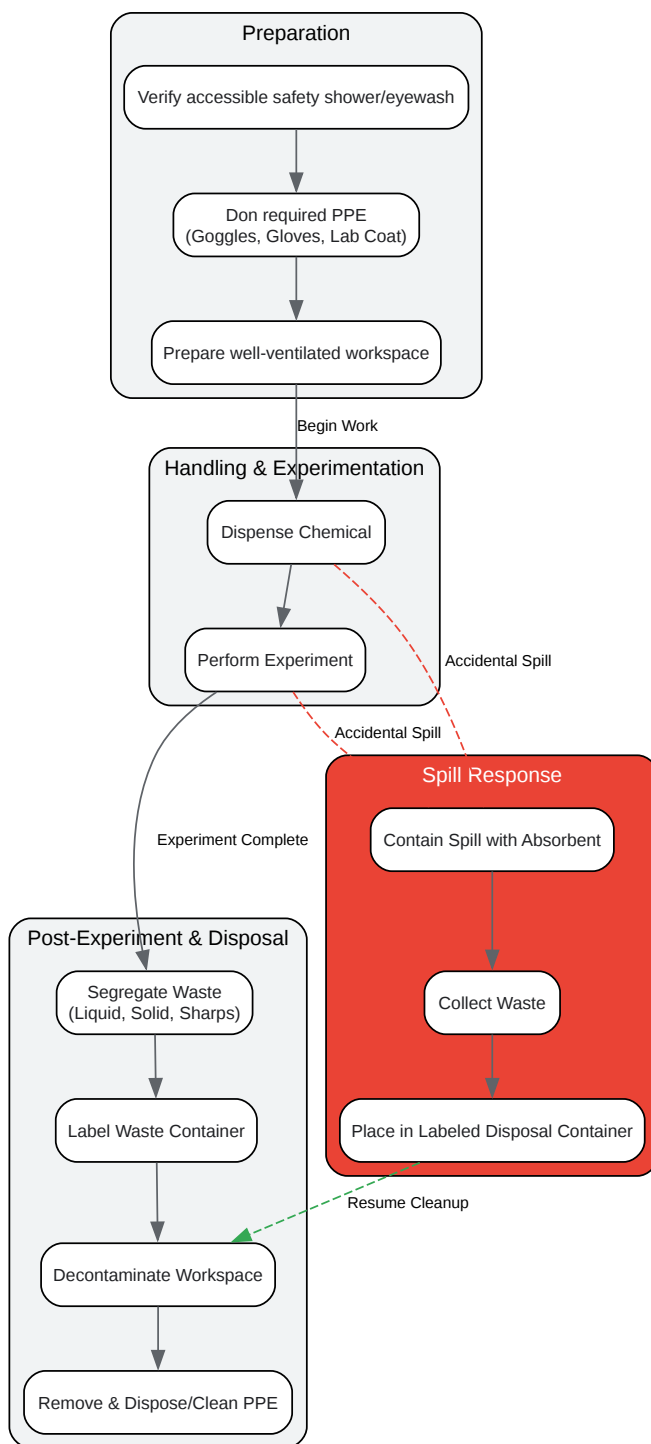 Preparation
Verify accessible safety shower/eyewash
Don required PPE
(Goggles, Gloves, Lab Coat)
Prepare well-ventilated workspace
Begin Work
Handling & Experimentation
Dispense Chemical
Perform Experiment
Accidental Spill
Accidental Spill
Spill Response
Contain Spill with Absorbent
Collect Waste
Place in Labeled Disposal Container
Resume Cleanup
Experiment Complete
Post-Experiment & Disposal
Segregate Waste
(Liquid, Solid, Sharps)
Label Waste Container
Decontaminate Workspace
Remove & Dispose/Clean PPE